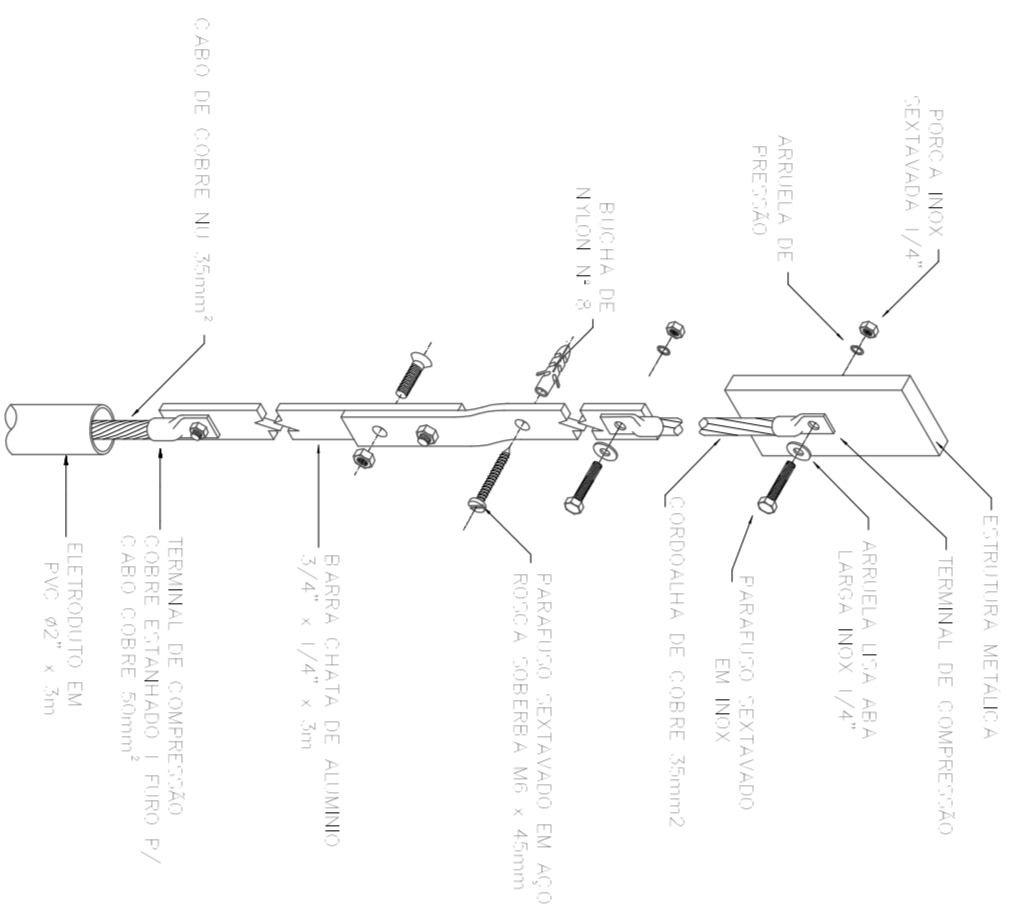 PORCA INOX
SEXTAVADA 1/4"
ARRUELA DE
PRESSÃO
BUCHA DE
NYLON Nº 8
CABO DE COBRE NU 35mm²
ESTRUTURA METÁLICA
TERMINAL DE COMPRESSÃO
ARRUELA LISA ABA
LARGA INOX 1/4"
PARAFUSO SEXTAVADO
EM INOX
CORDOALHA DE COBRE 35mm2
PARAFUSO SEXTAVADO EM AÇO
ROSCA SOBERBA M6 x 45mm
BARRA CHATA DE ALUMINIO
3/4" x 1/4" x 3m
TERMINAL DE COMPRESSÃO
COBRE ESTANHADO 1 FURO P/
CABO COBRE 50mm²
ELETRODUTO EM
PVC Ø2" x 3m